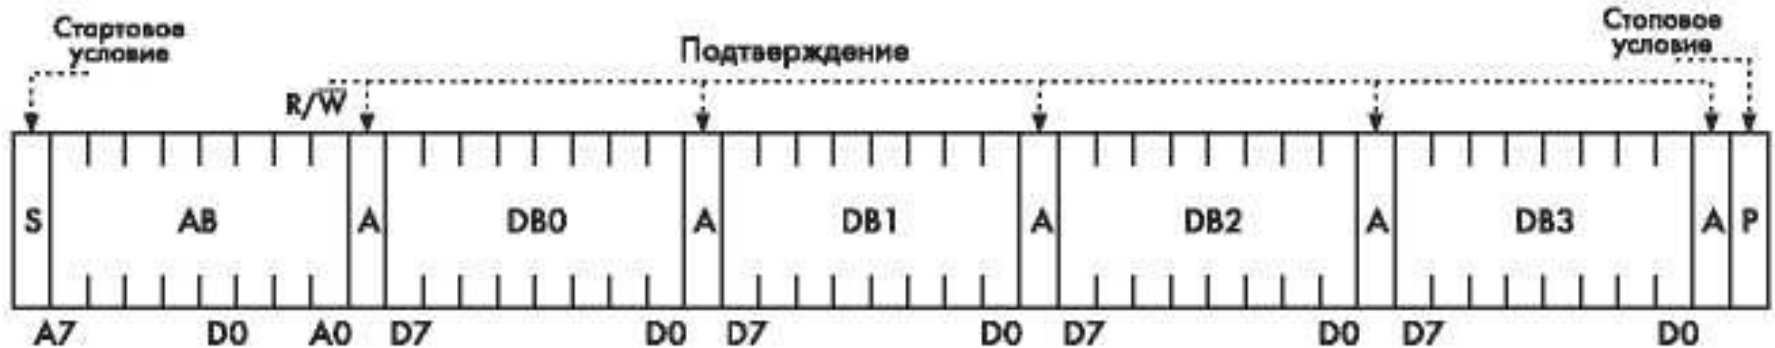 Стартовое
условие
Подтверждение
Стоповое
условие
R/W̅
S AB A DB0 A DB1 A DB2 A DB3 A P
A7 D0 A0 D7 D0 D7 D0 D7 D0 D7 D0